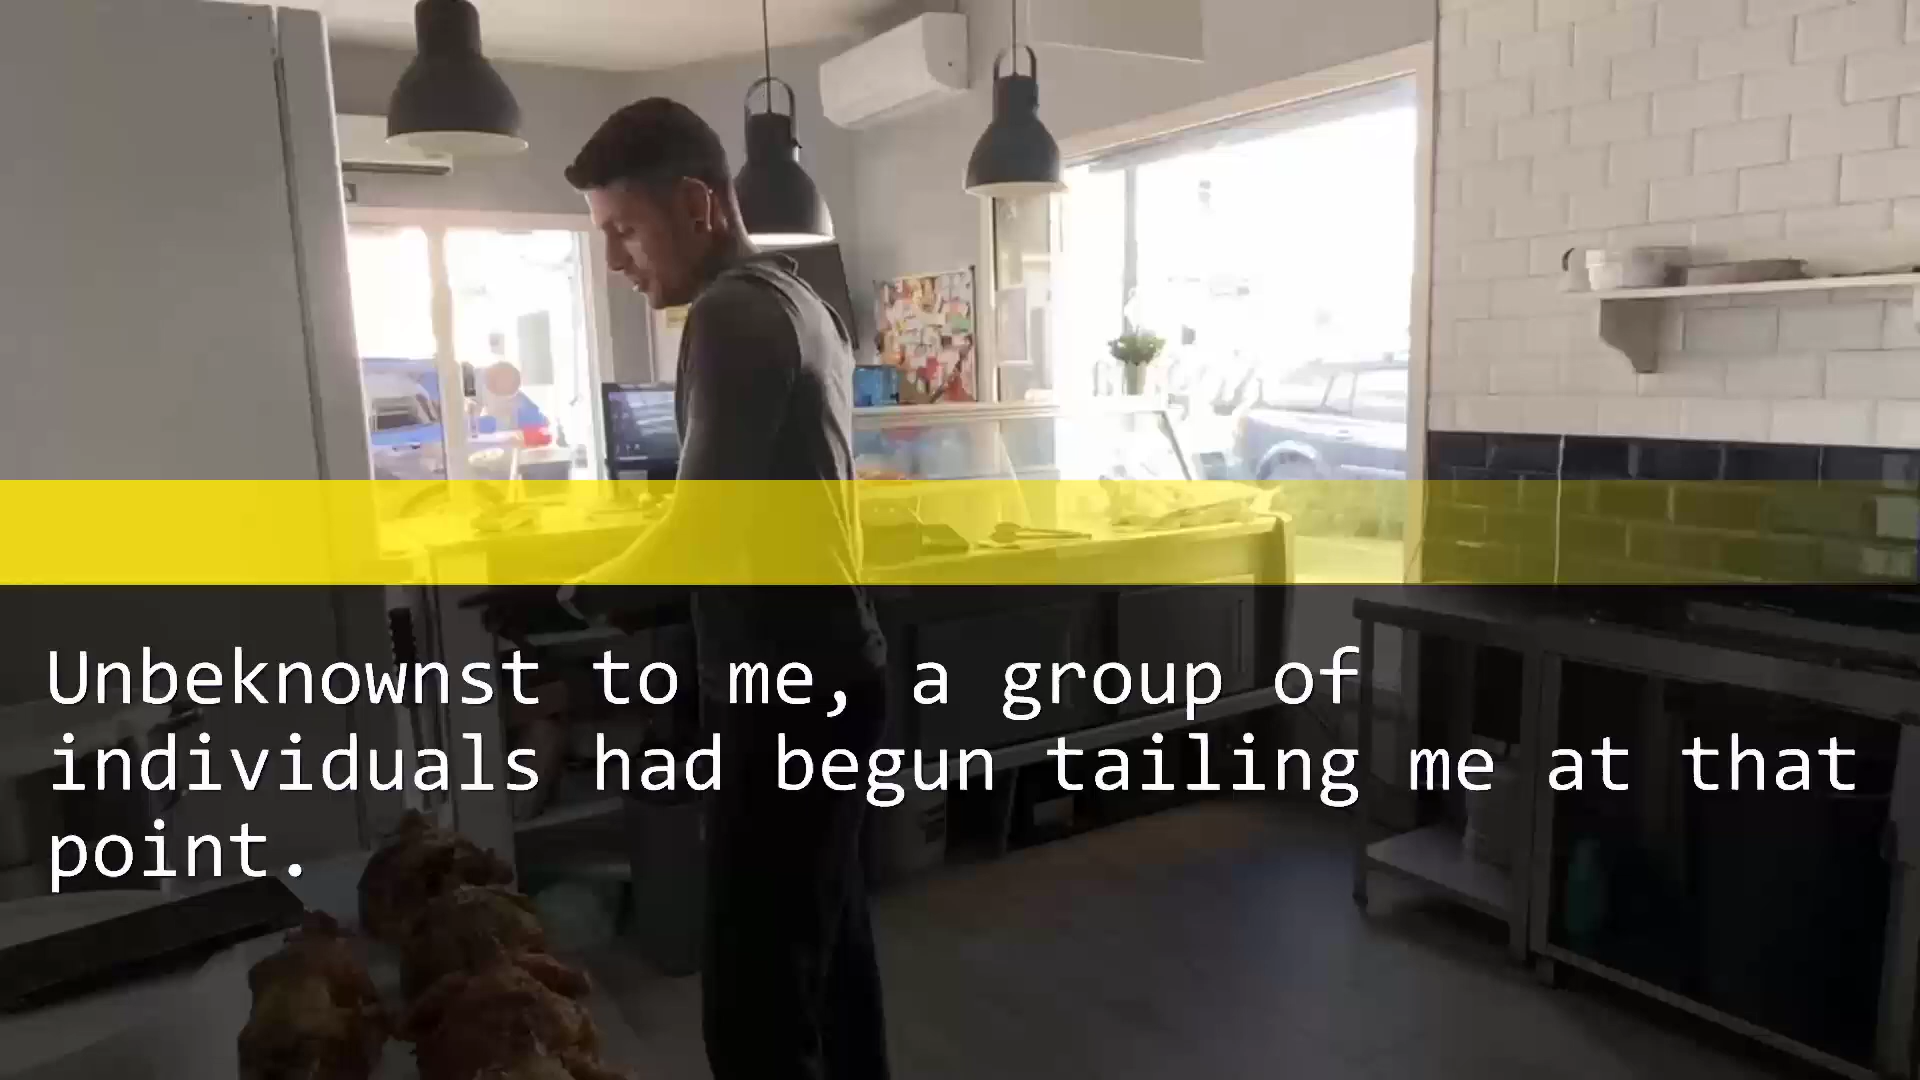 Unbeknownst to me, a group of
individuals had begun tailing me at that
point.